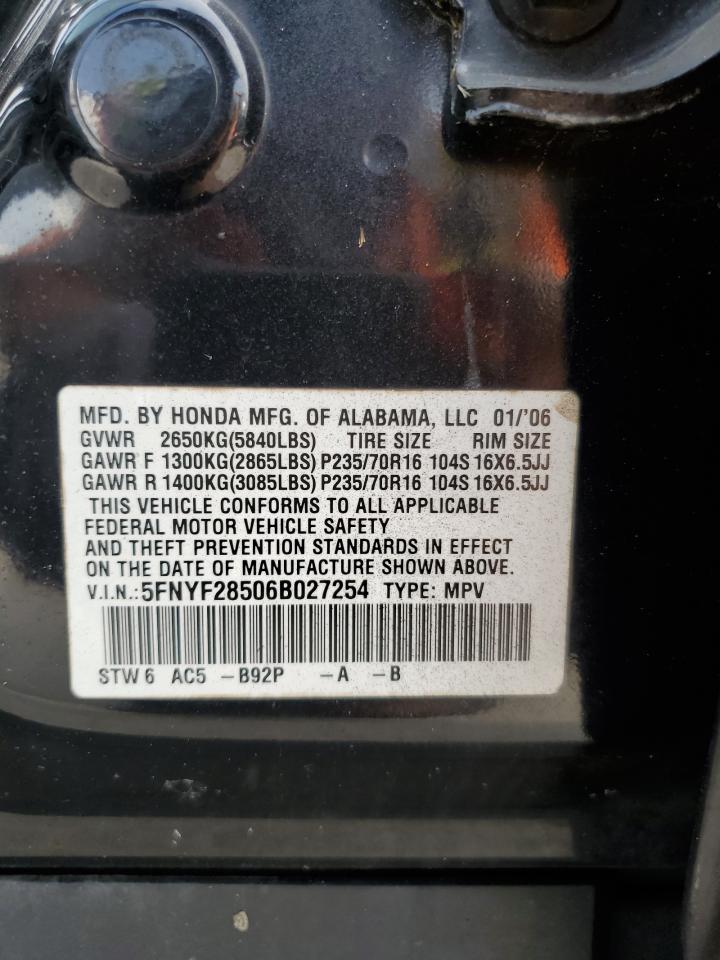 MFD. BY HONDA MFG. OF ALABAMA, LLC 01/'06
GVWR 2650KG(5840LBS) TIRE SIZE RIM SIZE
GAWR F 1300KG(2865LBS) P235/70R16 104S 16X6.5JJ
GAWR R 1400KG(3085LBS) P235/70R16 104S 16X6.5JJ
THIS VEHICLE CONFORMS TO ALL APPLICABLE
FEDERAL MOTOR VEHICLE SAFETY
AND THEFT PREVENTION STANDARDS IN EFFECT
ON THE DATE OF MANUFACTURE SHOWN ABOVE.
V.I.N.: 5FNYF28506B027254 TYPE: MPV
STW 6 AC5 -B92P -A -B